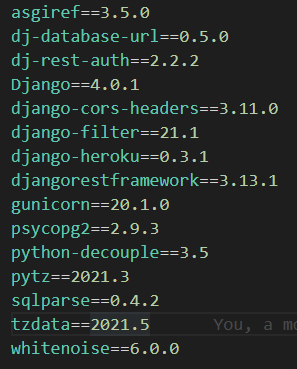 asgiref==3.5.0
dj-database-url==0.5.0
dj-rest-auth==2.2.2
Django==4.0.1
django-cors-headers==3.11.0
django-filter==21.1
django-heroku==0.3.1
djangorestframework==3.13.1
gunicorn==20.1.0
psycopg2==2.9.3
python-decouple==3.5
pytz==2021.3
sqlparse==0.4.2
tzdata==2021.5 You, a mo
whitenoise==6.0.0